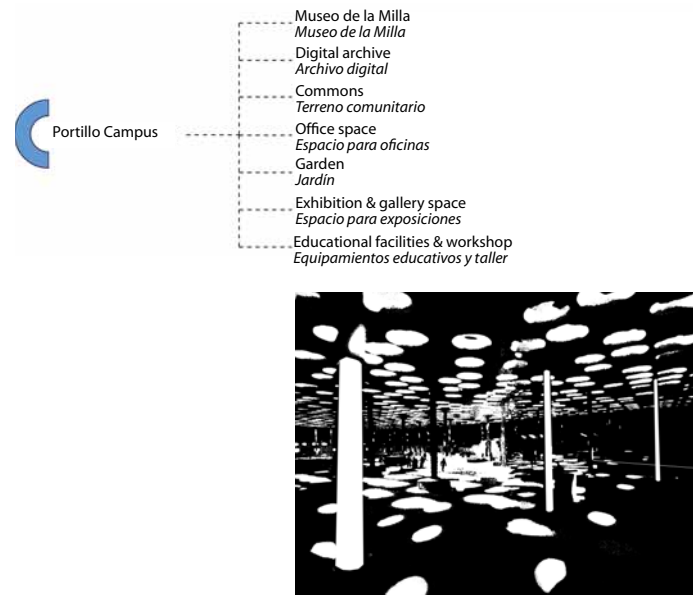 Museo de la Milla
Museo de la Milla
Digital archive
Archivo digital
Commons
Terreno comunitario
Portillo Campus
Office space
Espacio para oficinas
Garden
Jardín
Exhibition & gallery space
Espacio para exposiciones
Educational facilities & workshop
Equipamientos educativos y taller